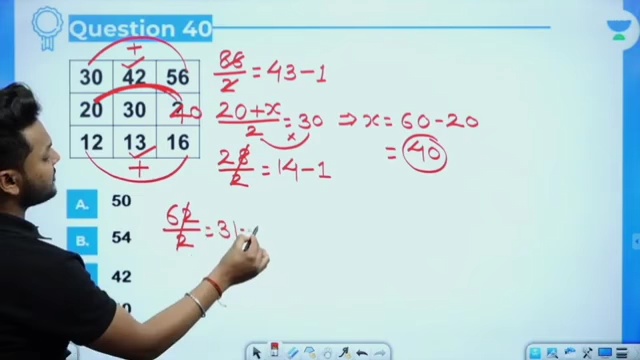 Question 40
+
30 42 56
20 30 2 40
12 13 16
+
86/2 = 43 - 1
20 + x/2 = 30 ⇒ x = 60 - 20
x
= 40
28/2 = 14 - 1
62/2 = 31 -
A. 50
B. 54
42